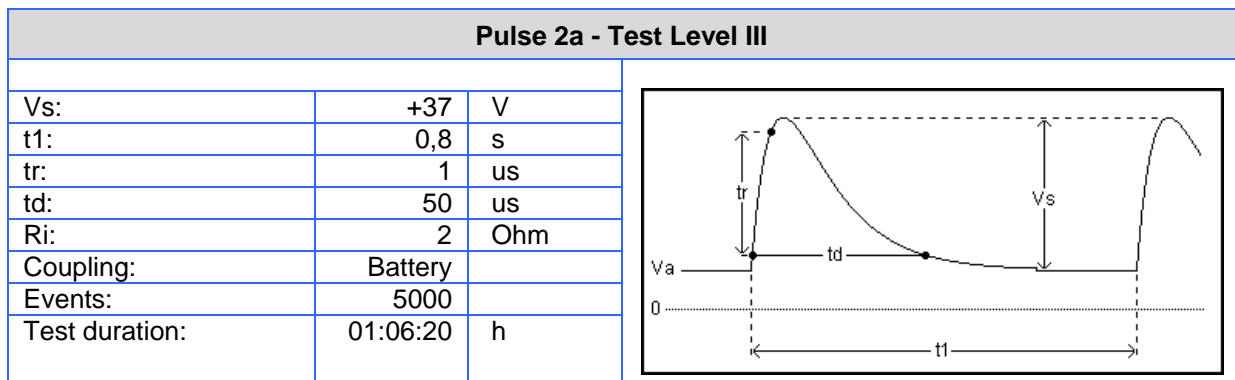 Pulse 2a - Test Level III
Vs: +37 V
t1: 0,8 s
tr: 1 us
td: 50 us
Ri: 2 Ohm
Coupling: Battery
Events: 5000
Test duration: 01:06:20 h
tr
Vs
td
Va
0
t1